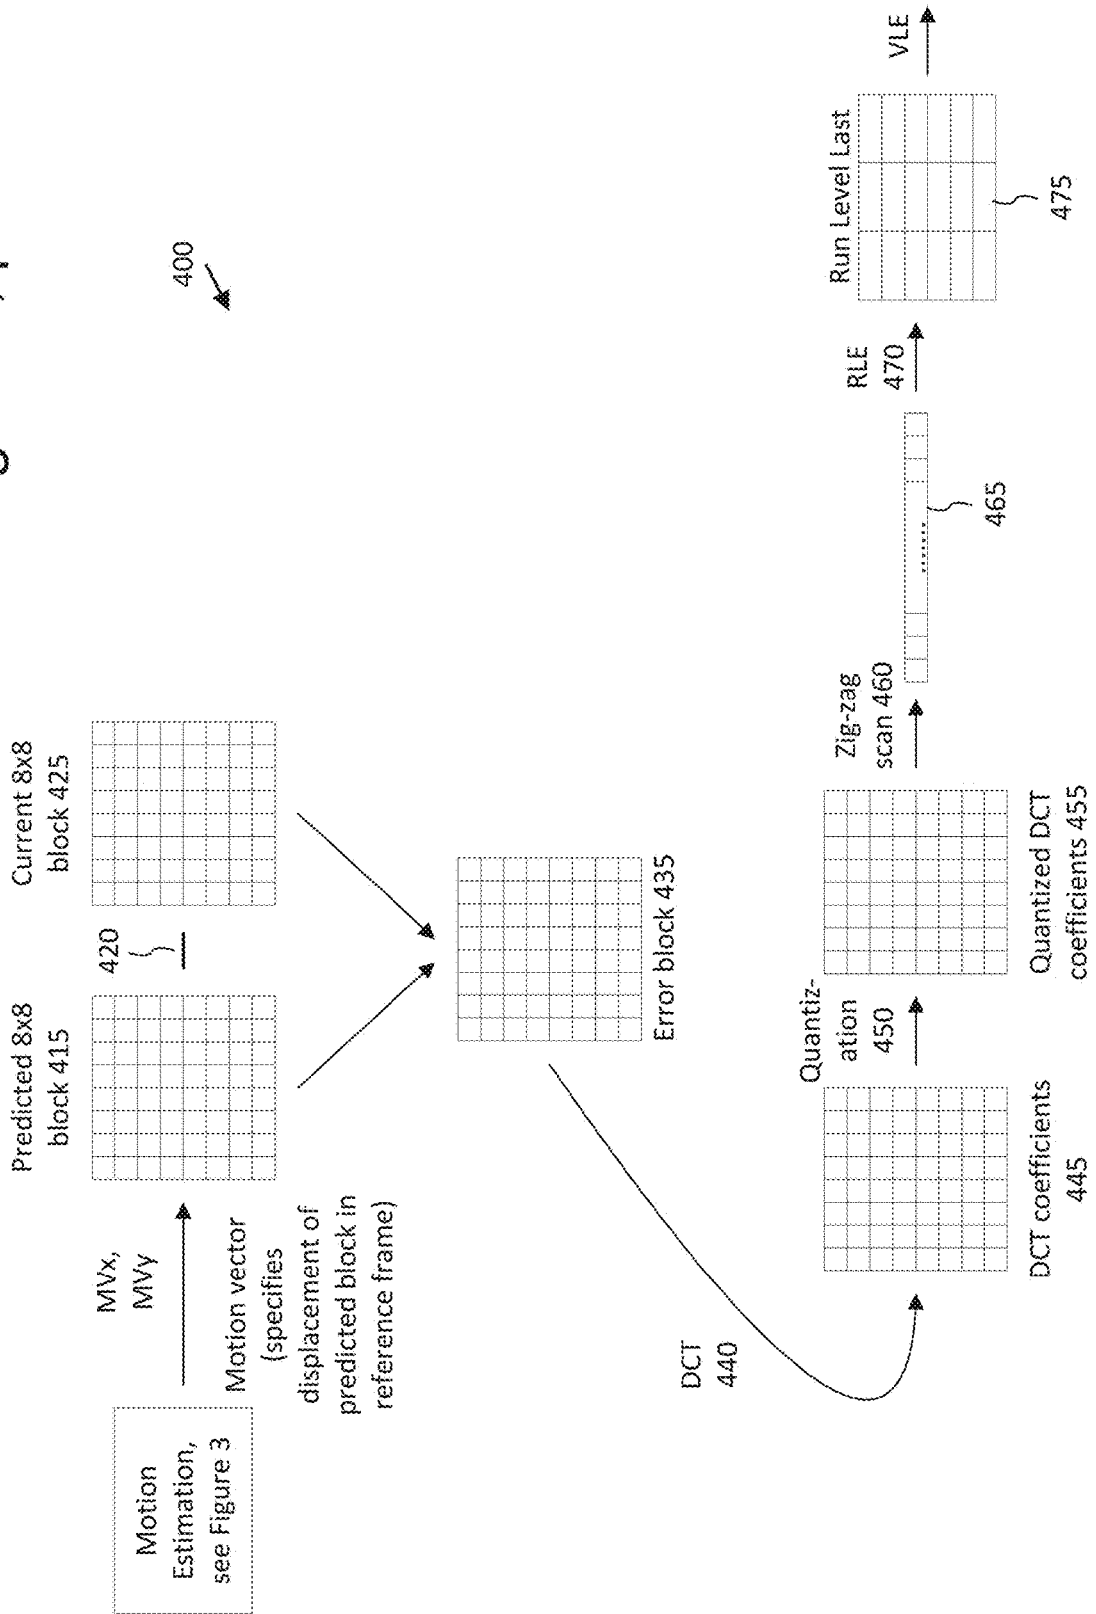 400
Motion
Estimation,
see Figure 3
MVx,
MVy
Motion vector
(specifies
displacement of
predicted block in
reference frame)
Predicted 8x8
block 415
420
Current 8x8
block 425
Error block 435
DCT
440
DCT coefficients
445
Quantiz-
ation
450
Quantized DCT
coefficients 455
Zig-zag
scan 460
465
RLE
470
Run Level Last
475
VLE